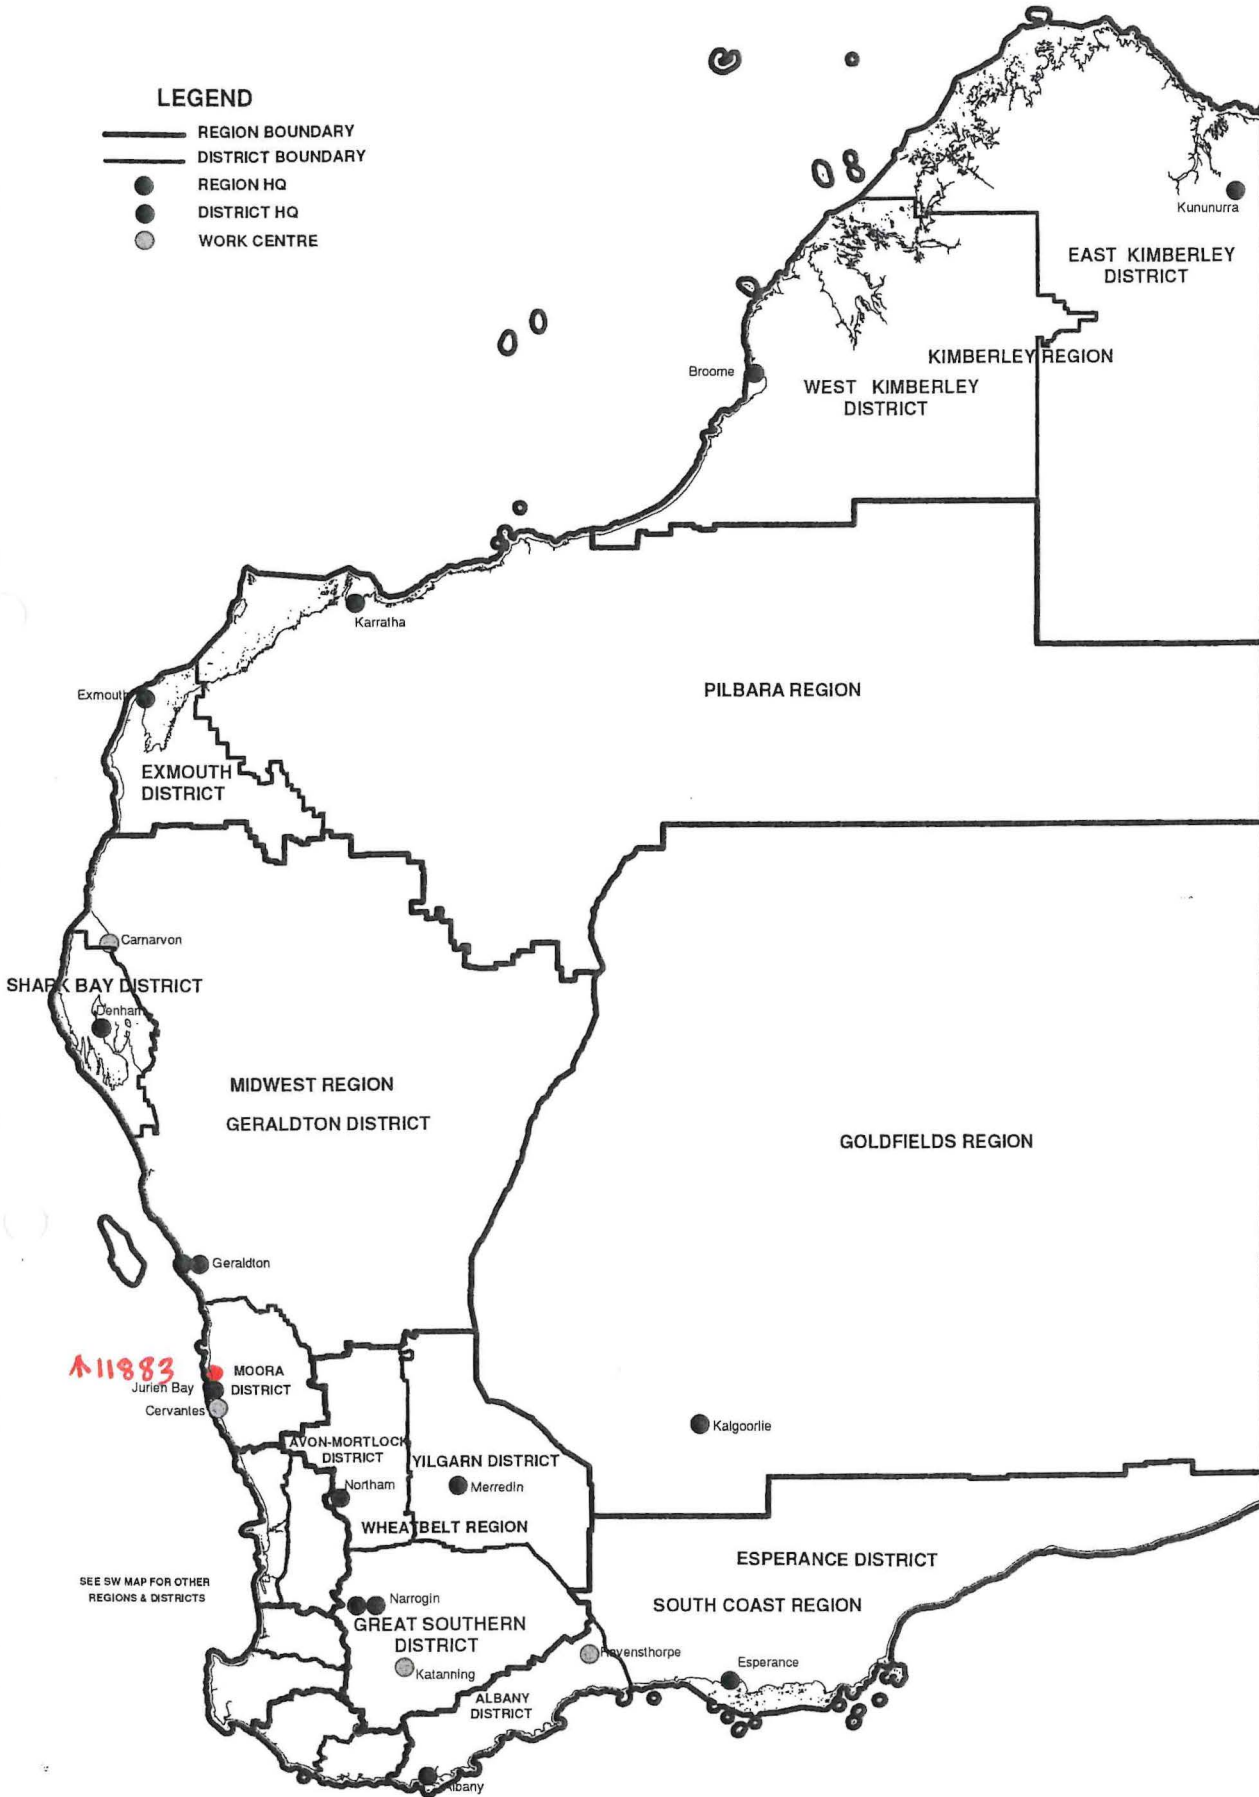 LEGEND
REGION BOUNDARY
DISTRICT BOUNDARY
REGION HQ
DISTRICT HQ
WORK CENTRE
Kununurra
EAST KIMBERLEY
DISTRICT
KIMBERLEY REGION
Broome
WEST KIMBERLEY
DISTRICT
Karratha
Exmouth
PILBARA REGION
EXMOUTH
DISTRICT
Carnarvon
SHARK BAY DISTRICT
Denham
MIDWEST REGION
GERALDTON DISTRICT
GOLDFIELDS REGION
Geraldton
↑11883
MOORA
DISTRICT
Jurien Bay
Cervantes
Kalgoorlie
AVON-MORTLOCK
DISTRICT
YILGARN DISTRICT
Northam
Merredin
WHEATBELT REGION
ESPERANCE DISTRICT
SEE SW MAP FOR OTHER
REGIONS & DISTRICTS
Narrogin
SOUTH COAST REGION
GREAT SOUTHERN
DISTRICT
Ravensthorpe
Katanning
Esperance
ALBANY
DISTRICT
Albany